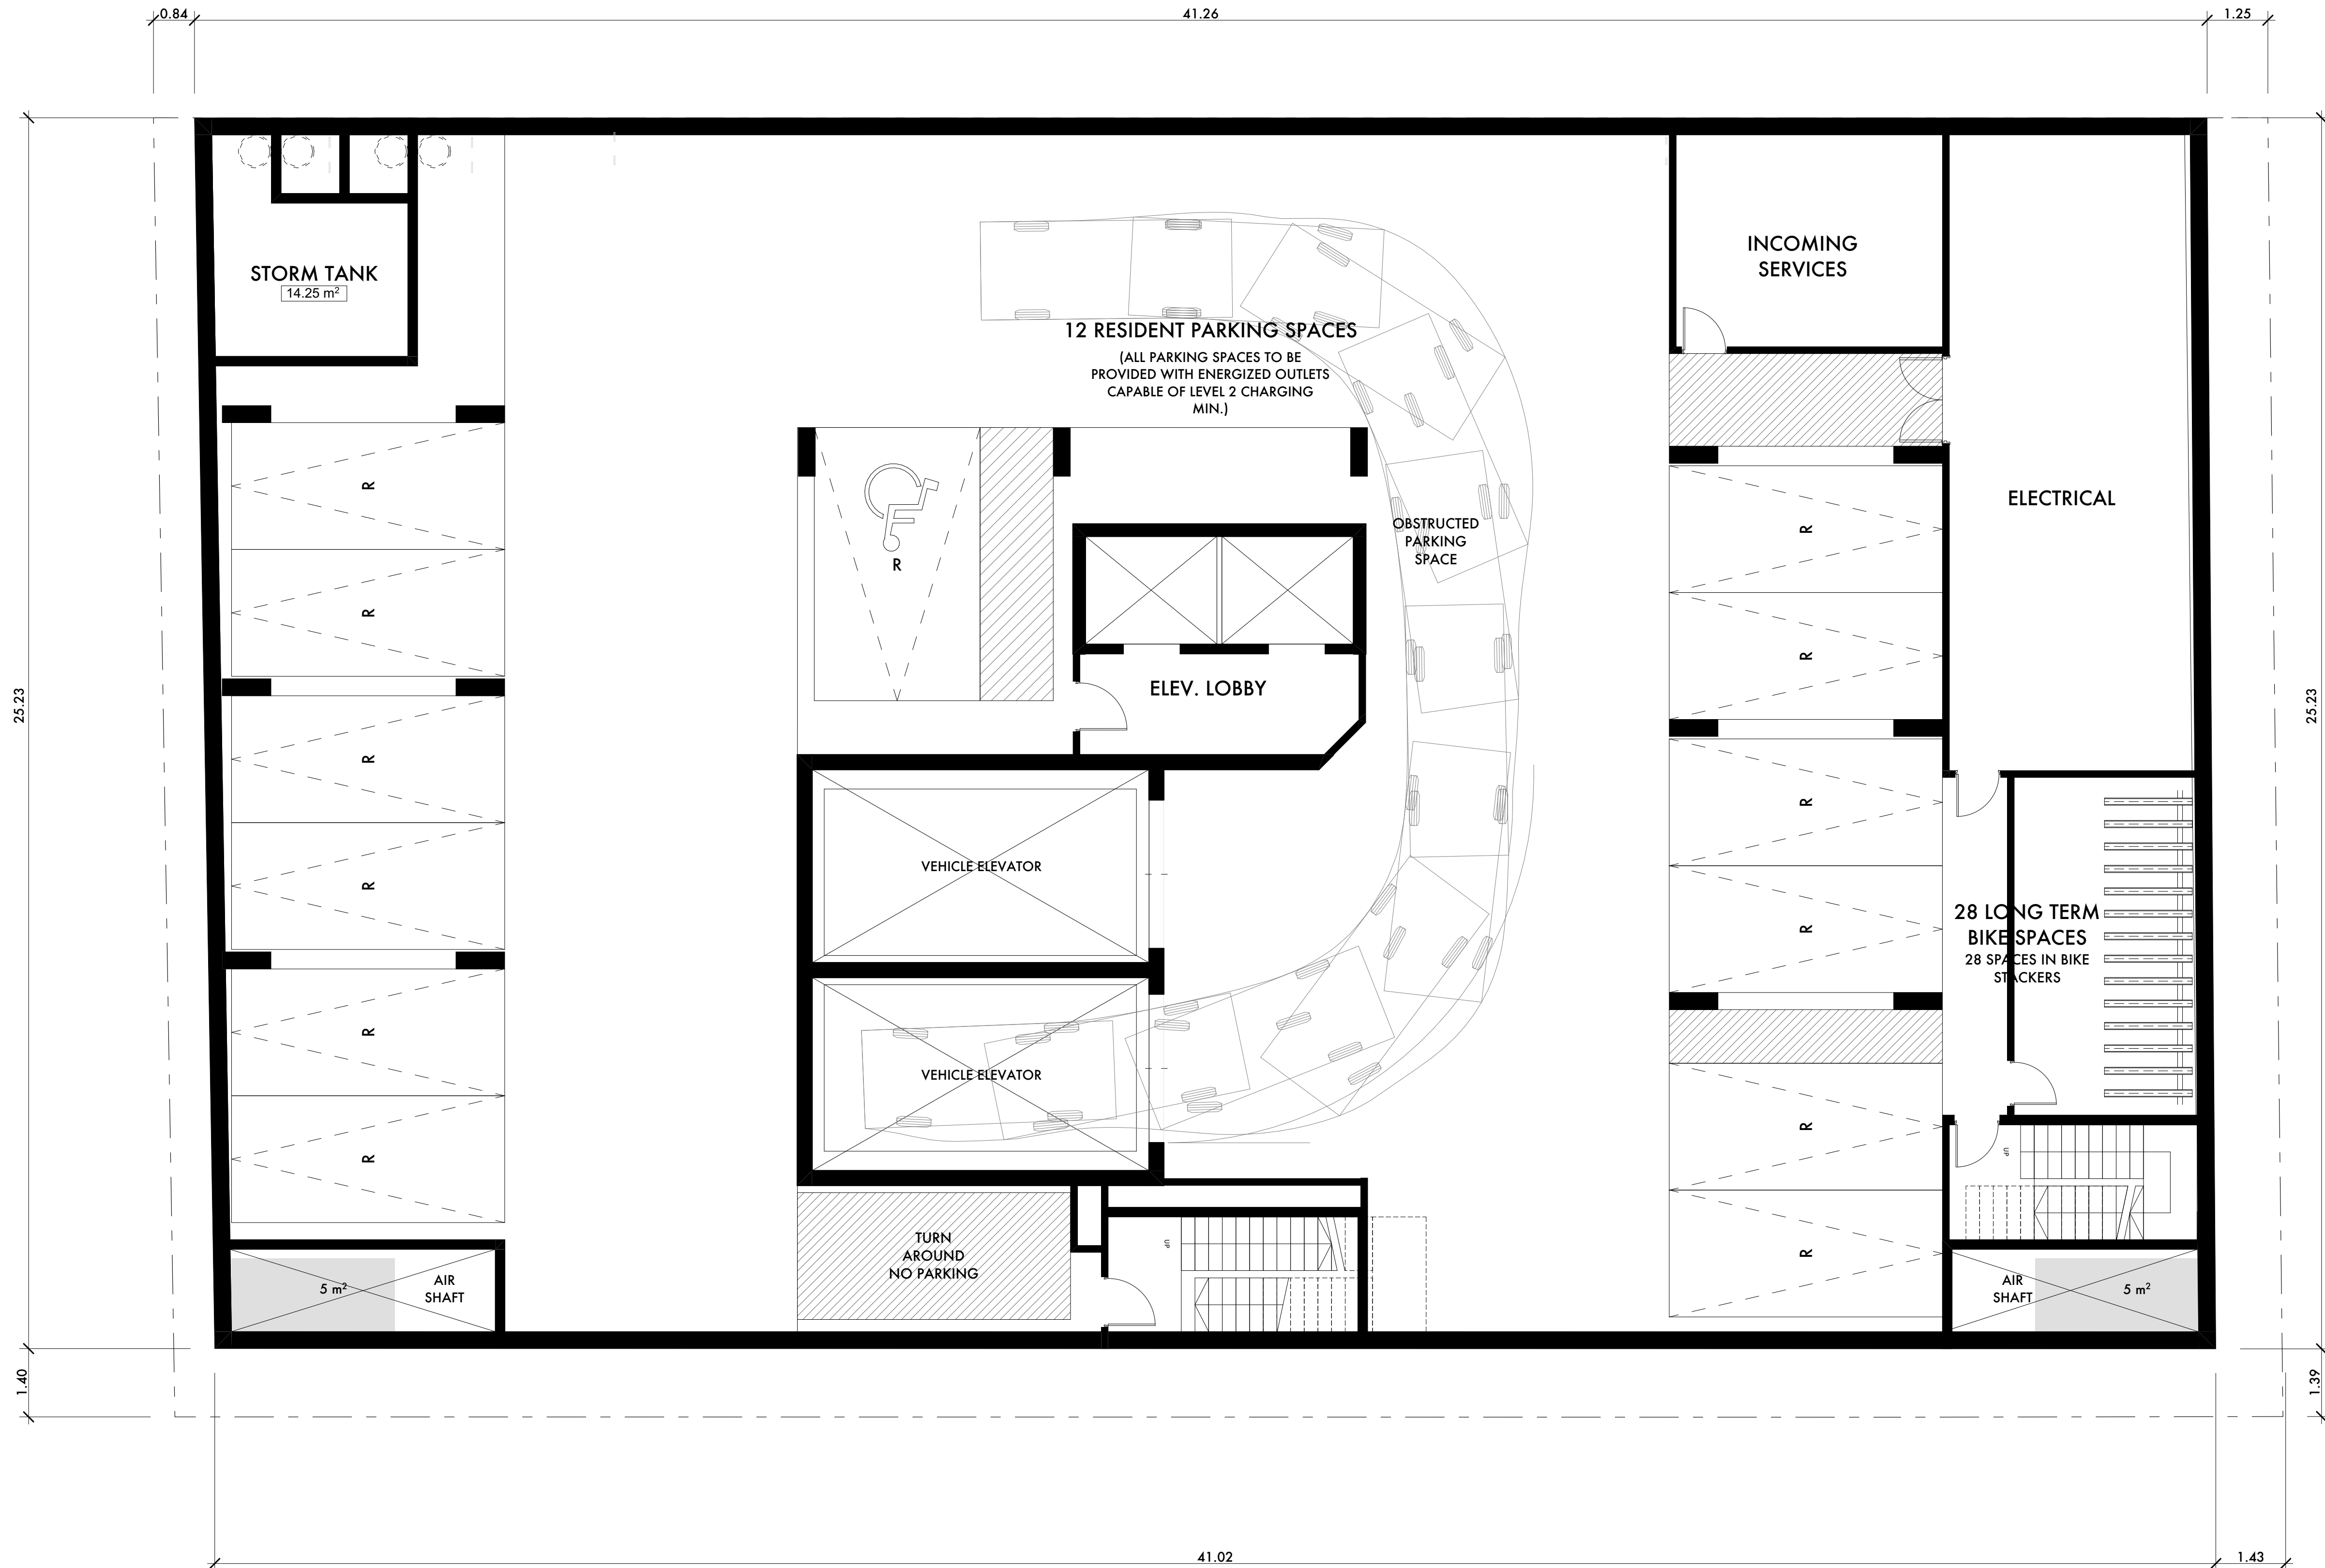 0.84
41.26
1.25
STORM TANK
14.25 m²
INCOMING
SERVICES
12 RESIDENT PARKING SPACES
(ALL PARKING SPACES TO BE
PROVIDED WITH ENERGIZED OUTLETS
CAPABLE OF LEVEL 2 CHARGING
MIN.)
R
R
R
R
R
R
R
OBSTRUCTED
PARKING
SPACE
ELECTRICAL
R
R
R
R
R
R
25.23
25.23
ELEV. LOBBY
VEHICLE ELEVATOR
VEHICLE ELEVATOR
28 LONG TERM
BIKE SPACES
28 SPACES IN BIKE
STACKERS
UP
UP
TURN
AROUND
NO PARKING
5 m²
AIR
SHAFT
AIR
SHAFT
5 m²
1.40
1.39
41.02
1.43